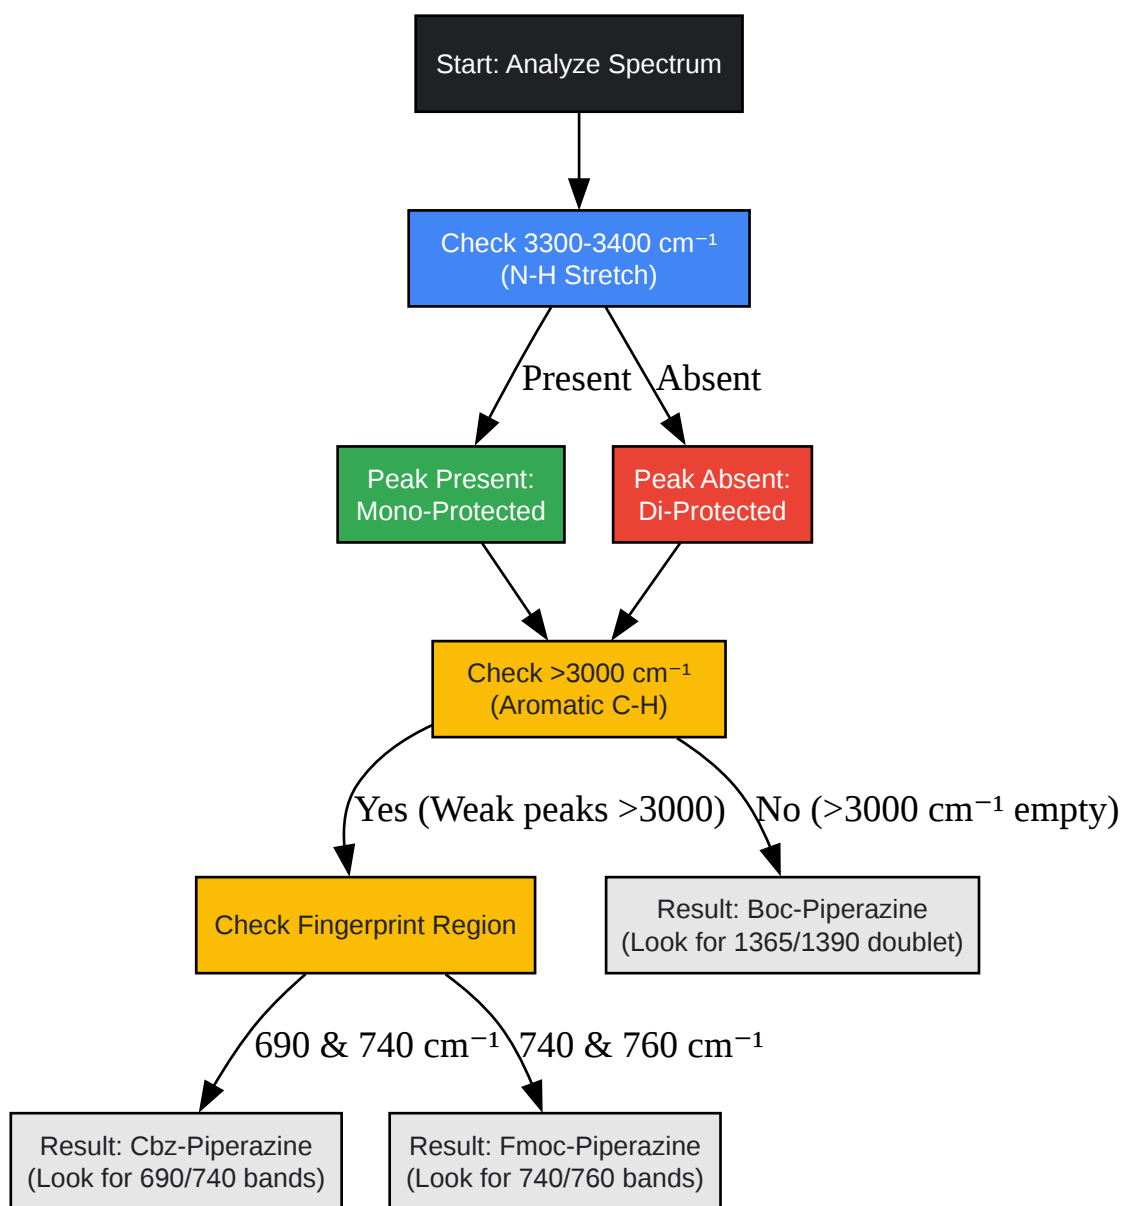 Start: Analyze Spectrum
Check 3300-3400 cm⁻¹
(N-H Stretch)
Present
Absent
Peak Present:
Mono-Protected
Peak Absent:
Di-Protected
Check >3000 cm⁻¹
(Aromatic C-H)
Yes (Weak peaks >3000)
No (>3000 cm⁻¹ empty)
Check Fingerprint Region
Result: Boc-Piperazine
(Look for 1365/1390 doublet)
690 & 740 cm⁻¹
740 & 760 cm⁻¹
Result: Cbz-Piperazine
(Look for 690/740 bands)
Result: Fmoc-Piperazine
(Look for 740/760 bands)